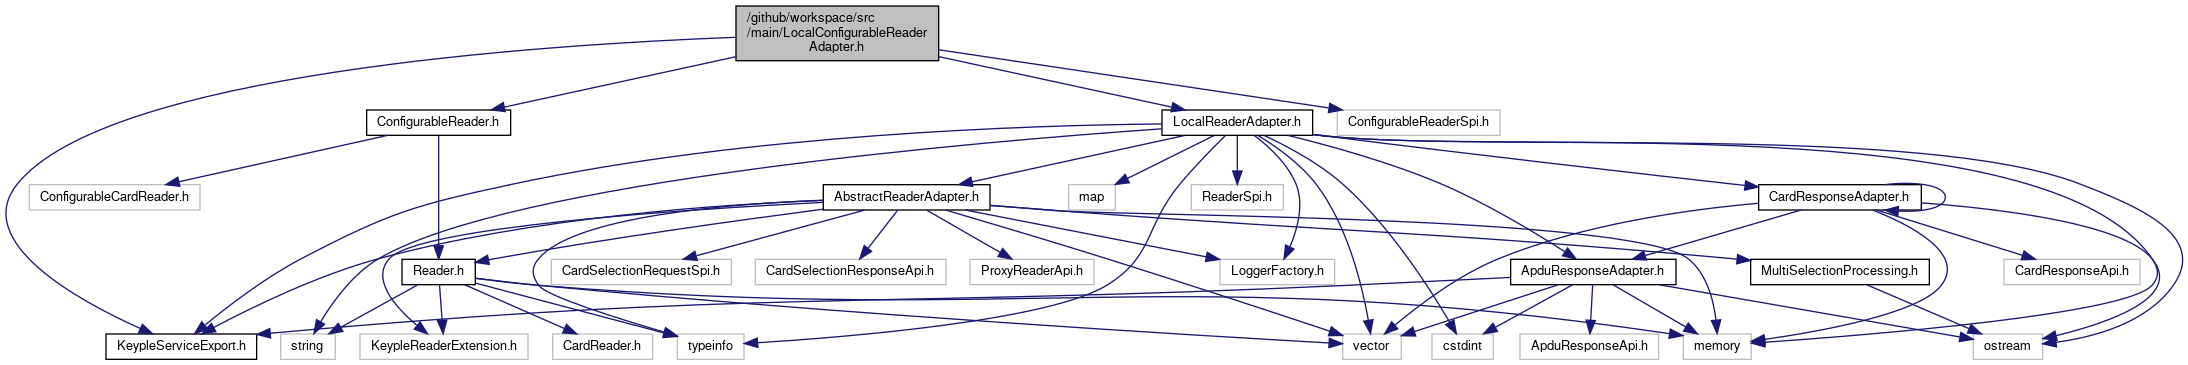 /github/workspace/src
/main/LocalConfigurableReader
Adapter.h
ConfigurableReader.h
LocalReaderAdapter.h
ConfigurableReaderSpi.h
ConfigurableCardReader.h
AbstractReaderAdapter.h
map
ReaderSpi.h
CardResponseAdapter.h
Reader.h
CardSelectionRequestSpi.h
CardSelectionResponseApi.h
ProxyReaderApi.h
LoggerFactory.h
ApduResponseAdapter.h
MultiSelectionProcessing.h
CardResponseApi.h
KeypleServiceExport.h
string
KeypleReaderExtension.h
CardReader.h
typeinfo
vector
cstdint
ApduResponseApi.h
memory
ostream